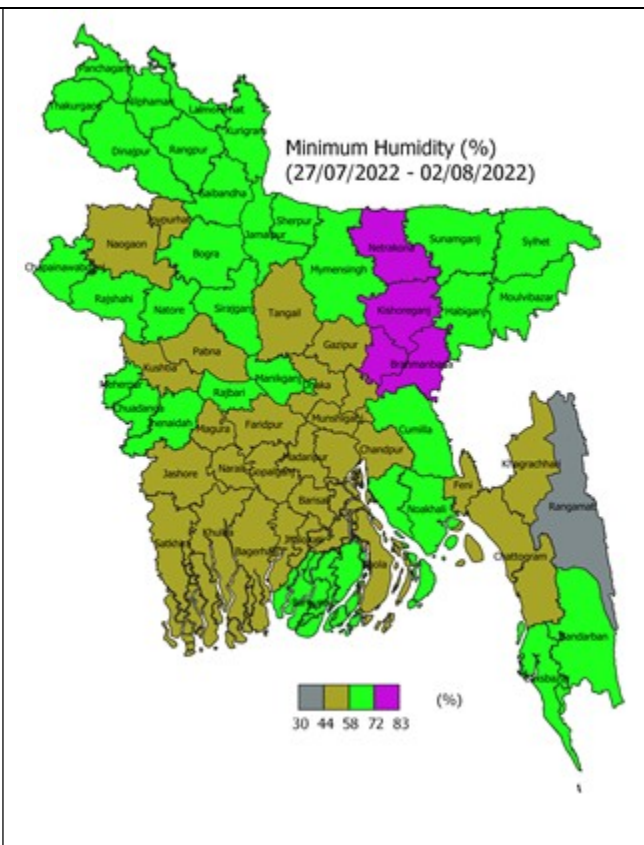 Panchagarh
Thakurgaon
Nilphamari
Lalmonirhat
Kurigram
Dinajpur
Rangpur
Gaibandha
Minimum Humidity (%)
(27/07/2022 - 02/08/2022)
Sherpur
Jamalpur
Joypurhat
Naogaon
Bogra
Mymensingh
Netrakona
Sunamganj
Sylhet
Chapainawabganj
Rajshahi
Natore
Sirajganj
Tangail
Kishoreganj
Habiganj
Moulvibazar
Pabna
Gazipur
Kushtia
Brahmanbaria
Meherpur
Rajbari
Manikganj
Chuadanga
Jhenaidah
Magura
Faridpur
Munshiganj
Cumilla
Jashore
Narail
Gopalganj
Madaripur
Chandpur
Khagrachhari
Barisal
Noakhali
Feni
Rangamati
Satkhira
Khulna
Bagerhat
Bhola
Chattogram
Bandarban
(%)
30 44 58 72 83